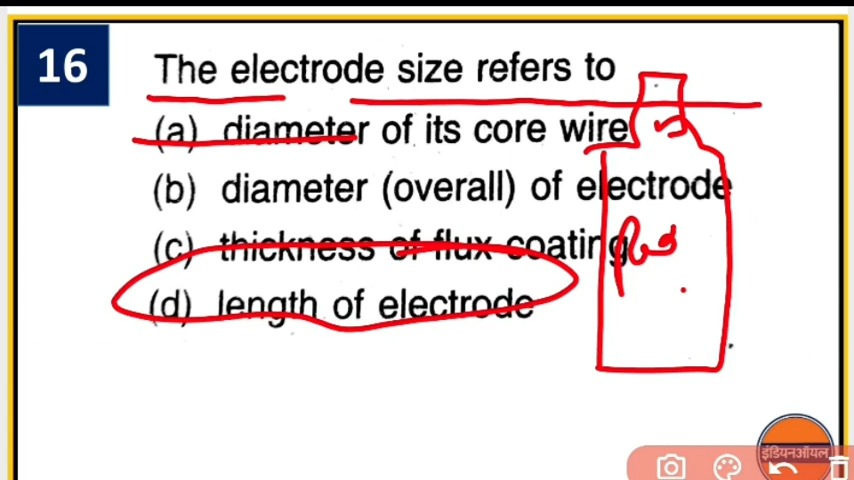 16
The electrode size refers to
(a) diameter of its core wire
(b) diameter (overall) of electrode
(c) thickness of flux coating
(d) length of electrode
इंडियनऑयल